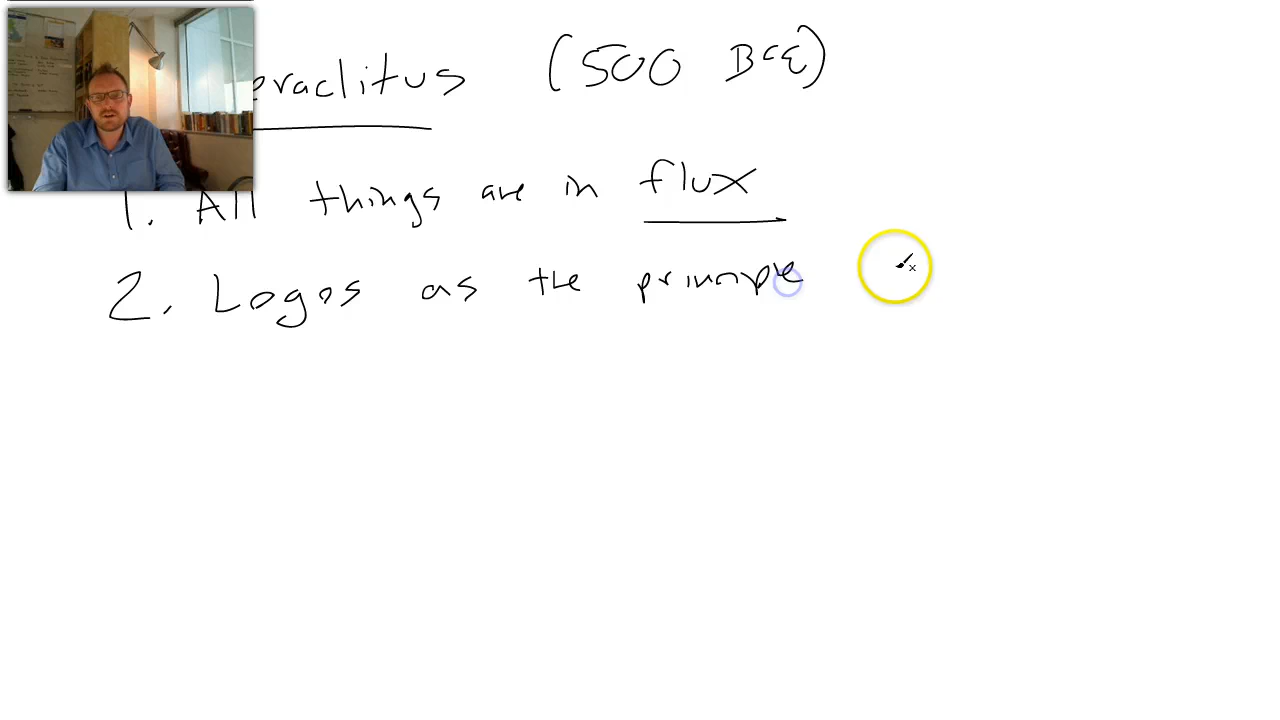 eraclitus (500 BCE)
1. All things are in flux
2. Logos as the principle